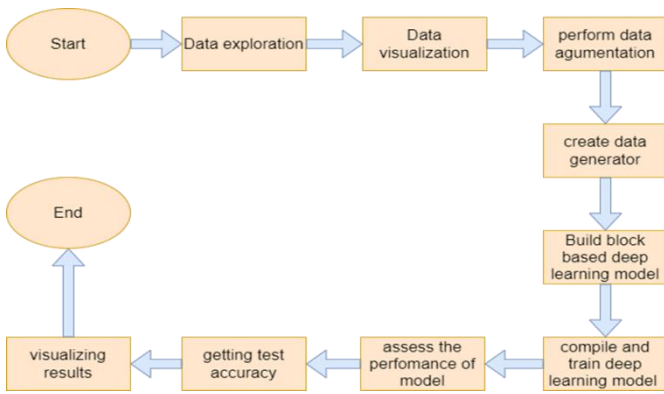 Start
Data exploration
Data
visualization
perform data
agumentation
create data
generator
Build block
based deep
learning model
compile and
train deep
learning model
assess the
perfomance of
model
getting test
accuracy
visualizing
results
End